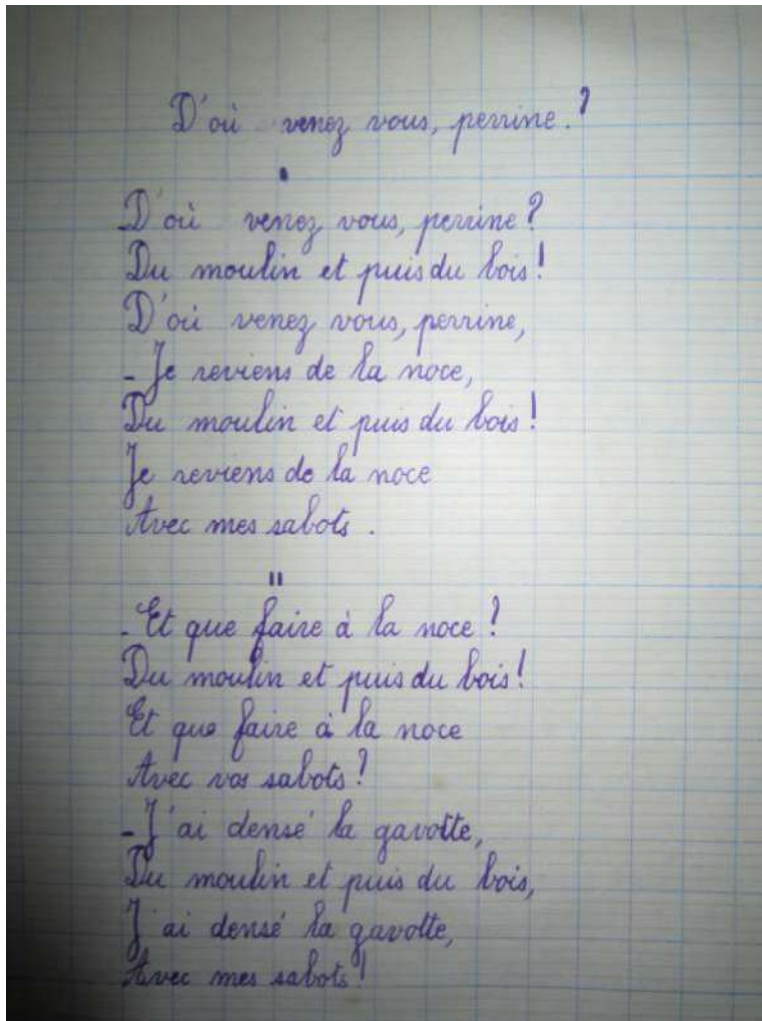 D'où venez vous, perrine.?
I
- D'où venez vous, perrine?
Du moulin et puis du bois!
D'où venez vous, perrine,
- Je reviens de la noce,
Du moulin et puis du bois!
Je reviens de la noce
Avec mes sabots.
II
- Et que faire à la noce?
Du moulin et puis du bois!
Et que faire à la noce
Avec vos sabots?
- J'ai densé la gavotte,
Du moulin et puis du bois,
J'ai densé la gavotte,
Avec mes sabots!